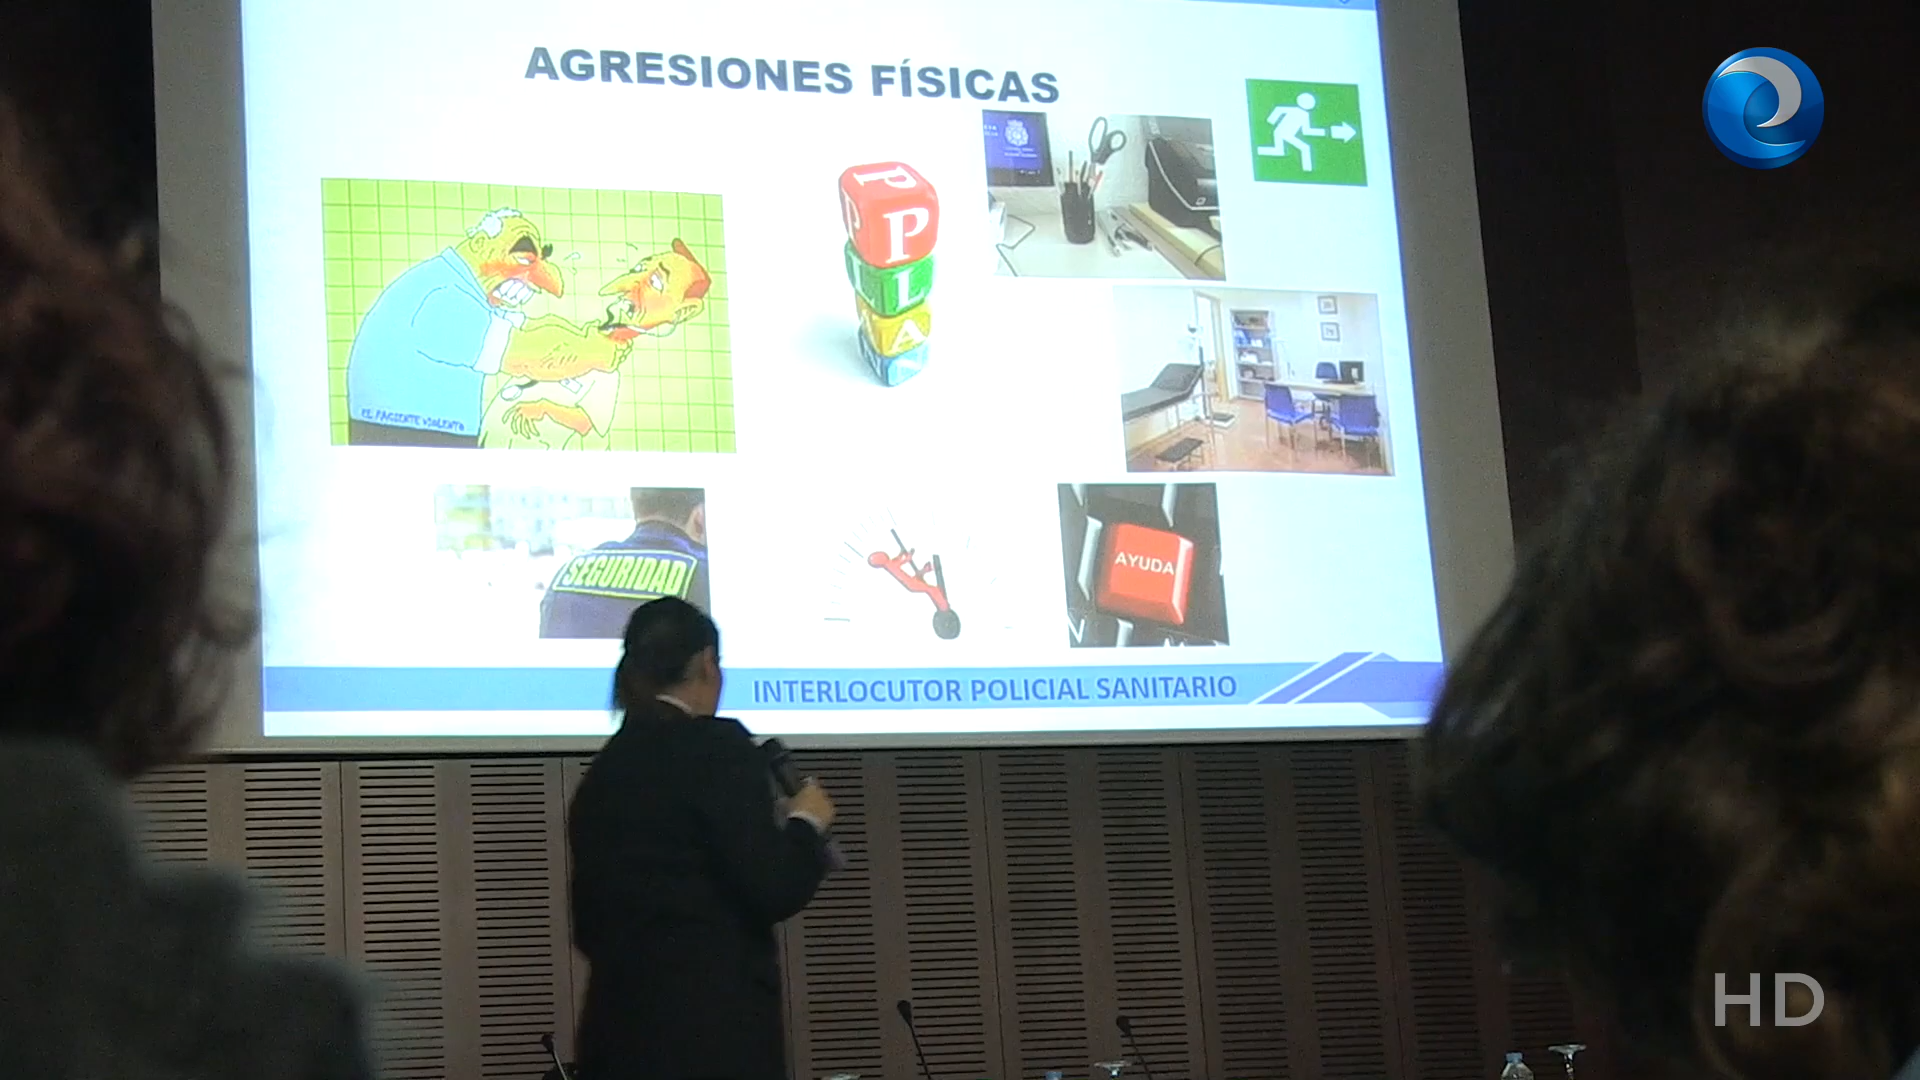 AGRESIONES FÍSICAS
P
P
P
L
L
A
N
EL PACIENTE VIOLENTO
SEGURIDAD
AYUDA
INTERLOCUTOR POLICIAL SANITARIO
HD